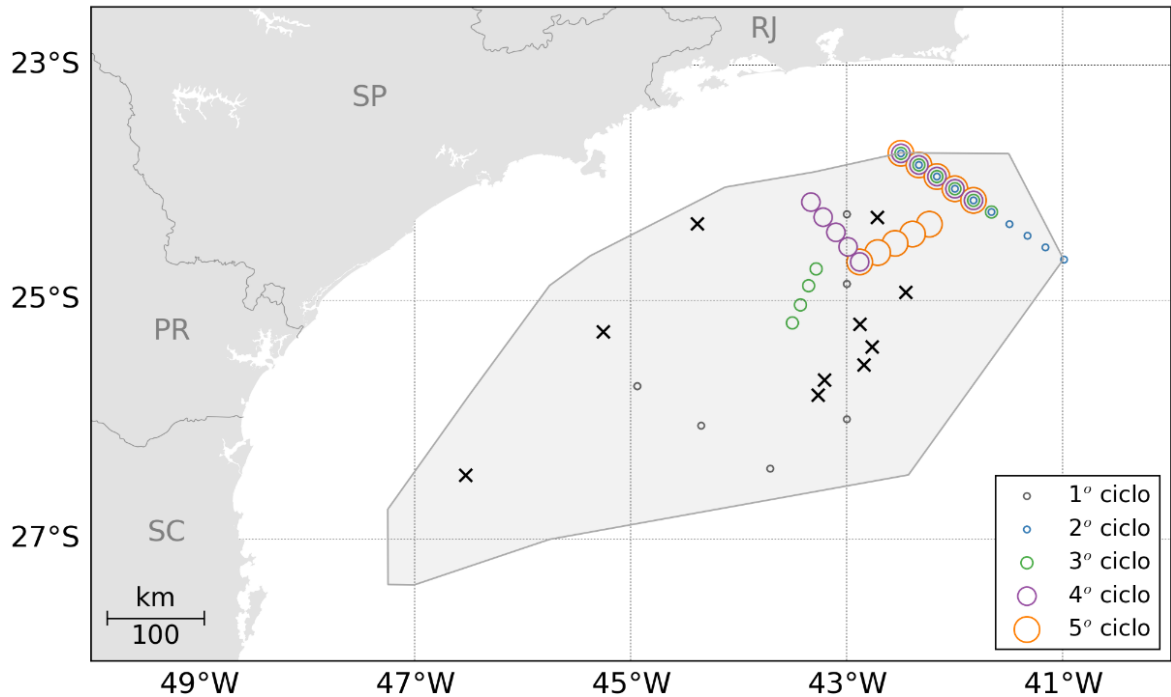 RJ
23°S
SP
25°S
PR
27°S
SC
km
100
1º ciclo
2º ciclo
3º ciclo
4º ciclo
5º ciclo
49°W
47°W
45°W
43°W
41°W